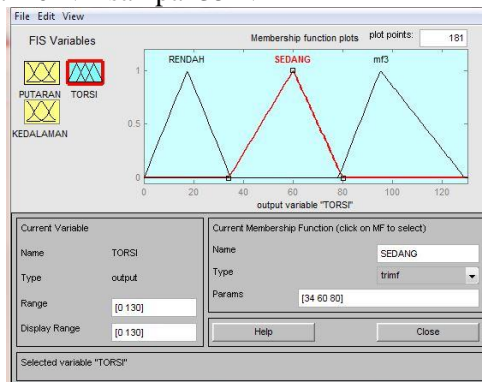 File Edit View
FIS Variables
Membership function plots
plot points:
181
PUTARAN
TORSI
KEDALAMAN
RENDAH
SEDANG
mf3
1
0.5
0
0 20 40 60 80 100 120
output variable "TORSI"
Current Variable
Name TORSI
Type output
Range [0 130]
Display Range [0 130]
Current Membership Function (click on MF to select)
Name SEDANG
Type trimf
Params [34 60 80]
Help
Close
Selected variable "TORSI"